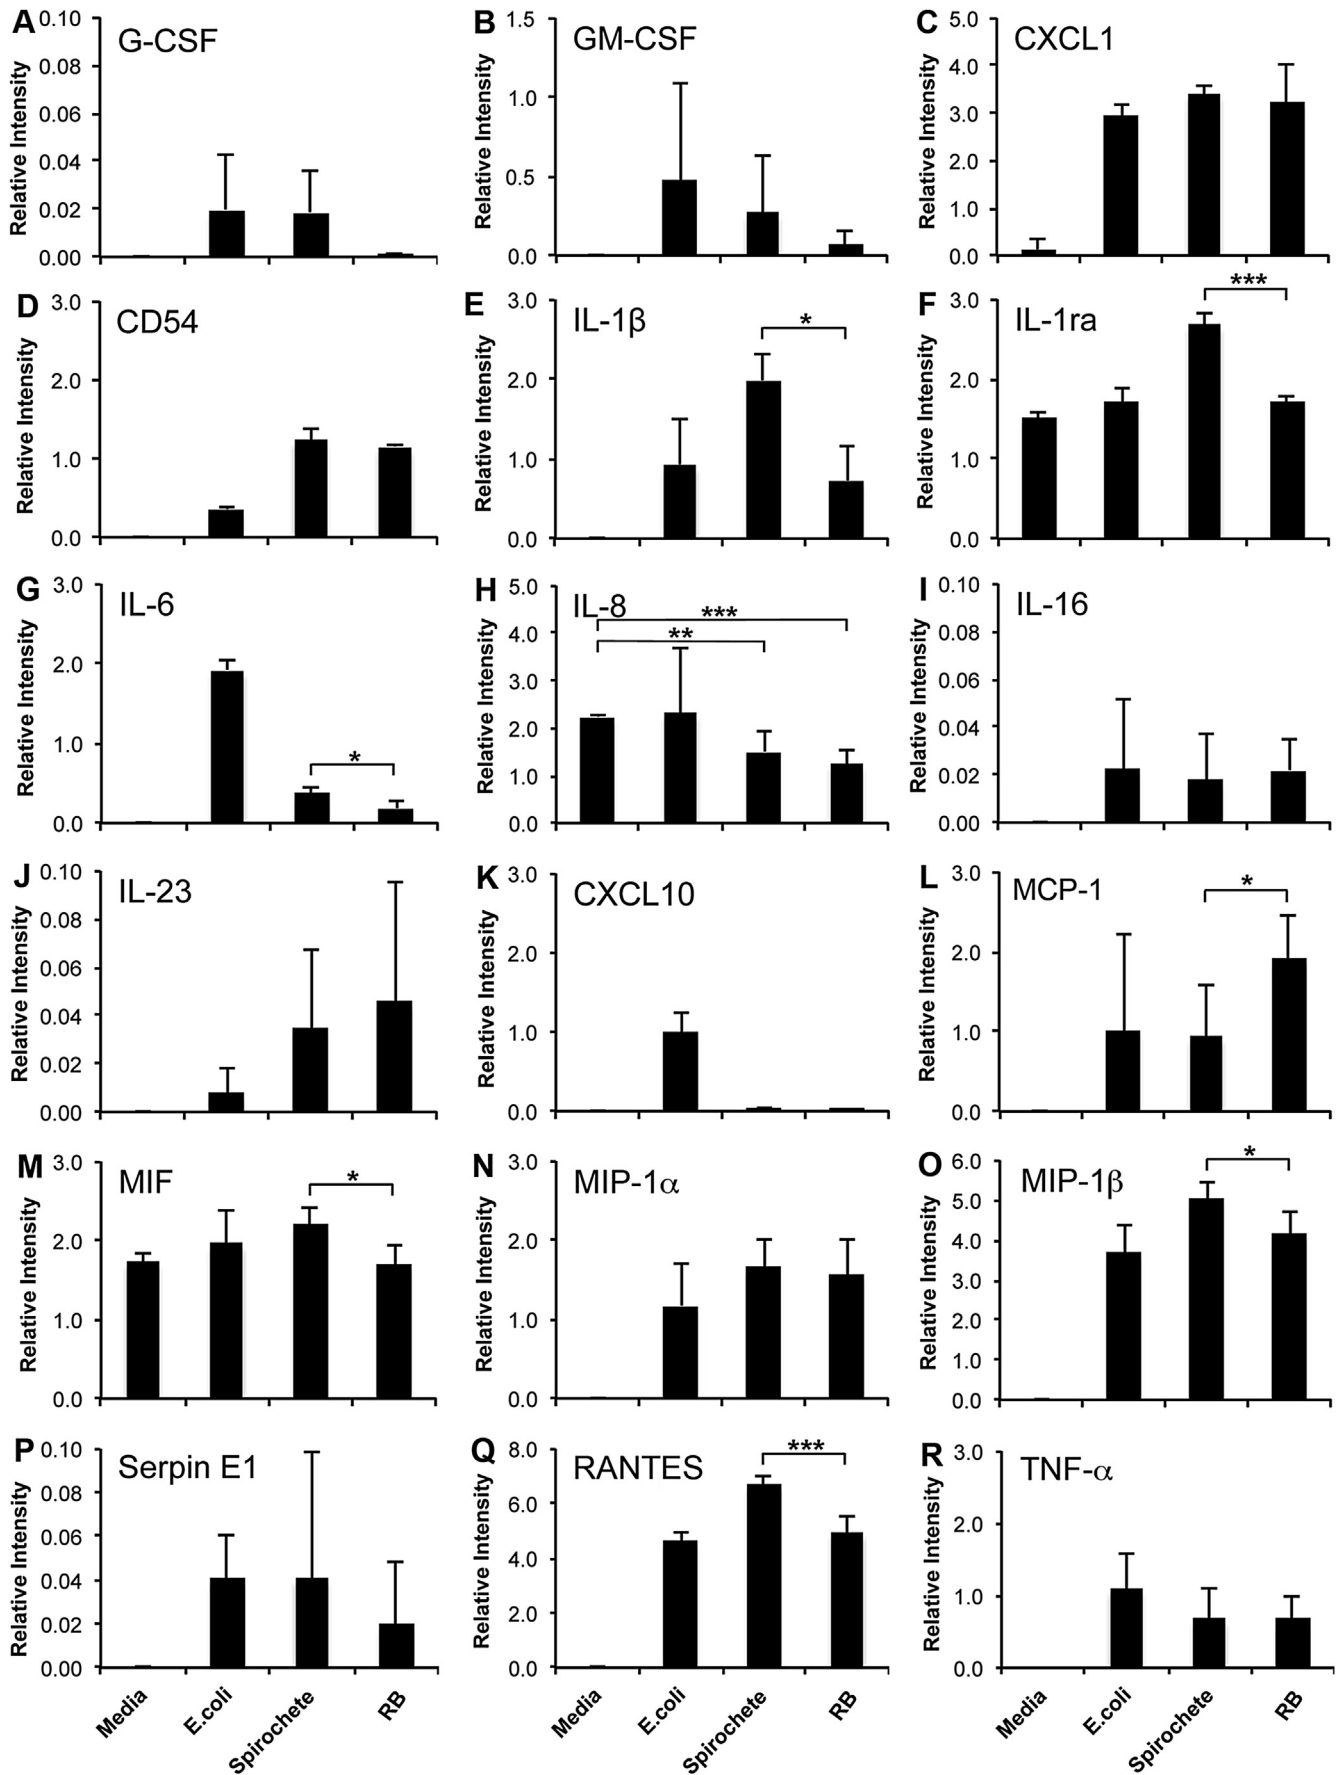 A
G-CSF
Relative Intensity
0.10
0.08
0.06
0.04
0.02
0.00
B
GM-CSF
Relative Intensity
1.5
1.0
0.5
0.0
C
CXCL1
Relative Intensity
5.0
4.0
3.0
2.0
1.0
0.0
D
CD54
Relative Intensity
3.0
2.0
1.0
0.0
E
IL-1β
*
Relative Intensity
3.0
2.0
1.0
0.0
F
IL-1ra
***
Relative Intensity
3.0
2.0
1.0
0.0
G
IL-6
*
Relative Intensity
3.0
2.0
1.0
0.0
H
IL-8
***
**
Relative Intensity
5.0
4.0
3.0
2.0
1.0
0.0
I
IL-16
Relative Intensity
0.10
0.08
0.06
0.04
0.02
0.00
J
IL-23
Relative Intensity
0.10
0.08
0.06
0.04
0.02
0.00
K
CXCL10
Relative Intensity
3.0
2.0
1.0
0.0
L
MCP-1
*
Relative Intensity
3.0
2.0
1.0
0.0
M
MIF
*
Relative Intensity
3.0
2.0
1.0
0.0
N
MIP-1α
Relative Intensity
3.0
2.0
1.0
0.0
O
MIP-1β
*
Relative Intensity
6.0
5.0
4.0
3.0
2.0
1.0
0.0
P
Serpin E1
Relative Intensity
0.10
0.08
0.06
0.04
0.02
0.00
Media
E.coli
Spirochete
RB
Q
RANTES
***
Relative Intensity
8.0
6.0
4.0
2.0
0.0
Media
E.coli
Spirochete
RB
R
TNF-α
Relative Intensity
3.0
2.0
1.0
0.0
Media
E.coli
Spirochete
RB